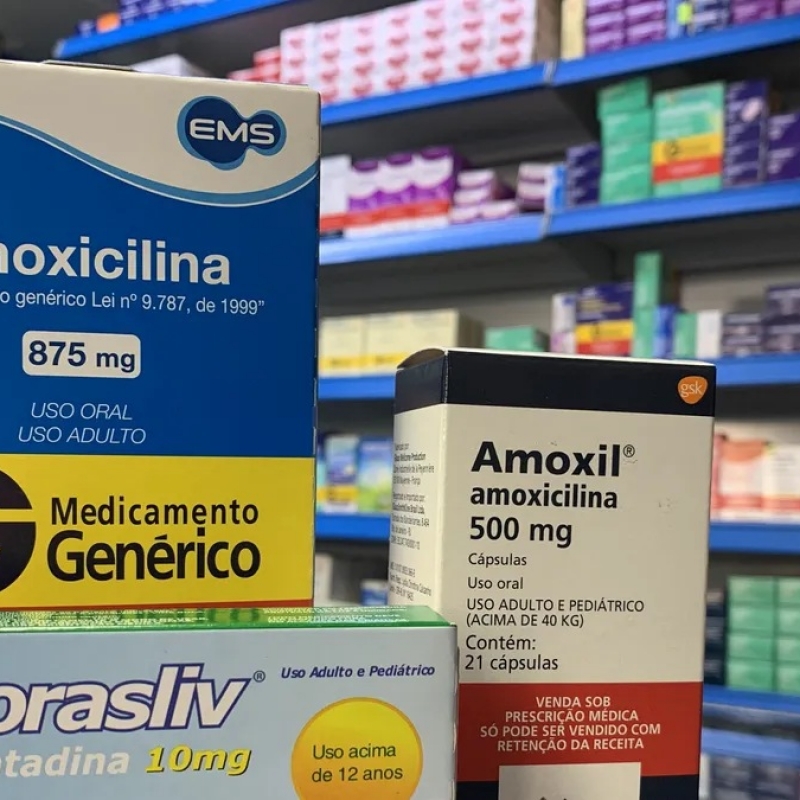 EMS
oxicilina
o genérico Lei nº 9.787, de 1999”
875 mg
USO ORAL
USO ADULTO
Medicamento
Genérico
orasliv®
Uso Adulto e Pediátrico
tadina 10mg
Uso acima
de 12 anos
gsk
Amoxil®
amoxicilina
500 mg
Cápsulas
Uso oral
USO ADULTO E PEDIÁTRICO
(ACIMA DE 40 KG)
Contém:
21 cápsulas
VENDA SOB
PRESCRIÇÃO MÉDICA
SÓ PODE SER VENDIDO COM
RETENÇÃO DA RECEITA